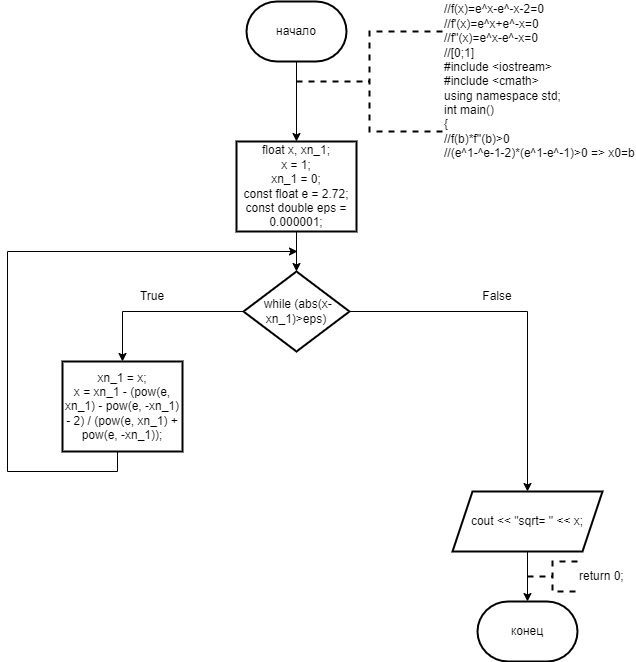 начало
//f(x)=e^x-e^-x-2=0
//f'(x)=e^x+e^-x=0
//f''(x)=e^x-e^-x=0
//[0;1]
#include <iostream>
#include <cmath>
using namespace std;
int main()
{
//f(b)*f''(b)>0
//(e^1-^e-1-2)*(e^1-e^-1)>0 => x0=b
float x, xn_1;
x = 1;
xn_1 = 0;
const float e = 2.72;
const double eps =
0.000001;
while (abs(x-
xn_1)>eps)
True
False
xn_1 = x;
x = xn_1 - (pow(e,
xn_1) - pow(e, -xn_1)
- 2) / (pow(e, xn_1) +
pow(e, -xn_1));
cout << "sqrt= " << x;
return 0;
конец